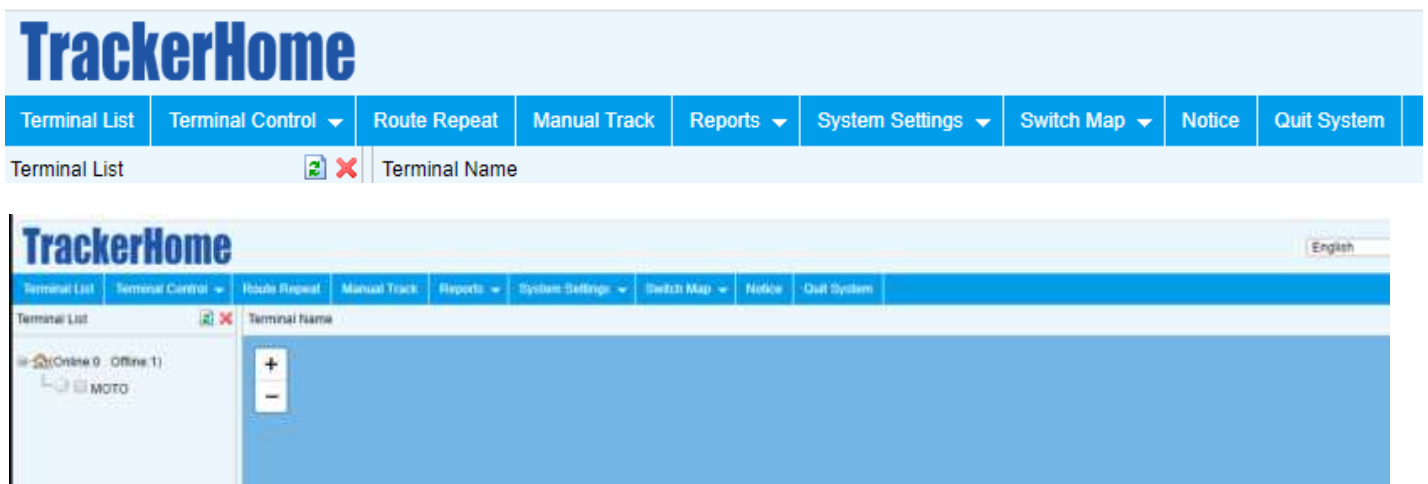 TrackerHome
Terminal List Terminal Control Route Repeat Manual Track Reports System Settings Switch Map Notice Quit System
Terminal List Terminal Name
TrackerHome
English
Terminal List Terminal Control Route Repeat Manual Track Reports System Settings Switch Map Notice Quit System
Terminal List Terminal Name
(Online:0 Offline:1)
MOTO
+
−